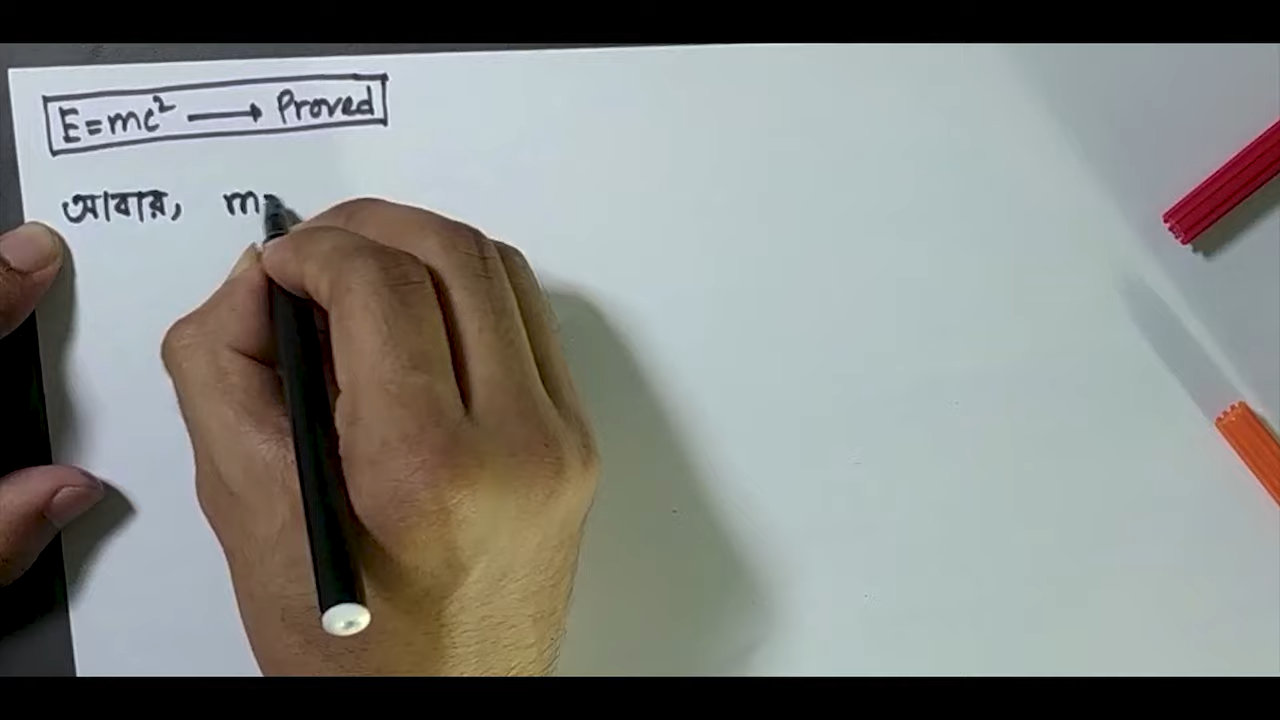 E=mc² → Proved
আবার, m=